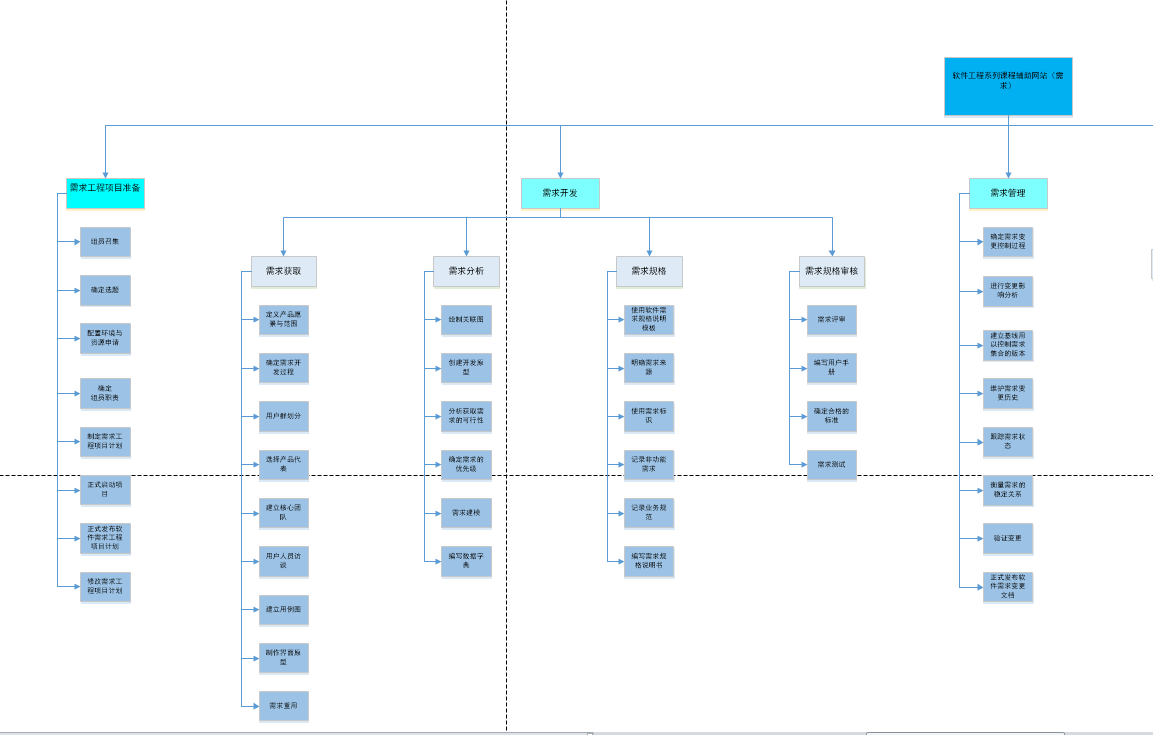 软件工程系列课程辅助网站（需
求）
需求工程项目准备
组员召集
确定选题
配置环境与
资源申请
确定
组员职责
制定需求工
程项目计划
正式启动项
目
正式发布软
件需求工程
项目计划
修改需求工
程项目计划
需求开发
需求获取
定义产品愿
景与范围
确定需求开
发过程
用户群划分
选择产品代
表
建立核心团
队
用户人员访
谈
建立用例图
制作界面原
型
需求重用
需求分析
绘制关联图
创建开发原
型
分析获取需
求的可行性
确定需求的
优先级
需求建模
编写数据字
典
需求规格
使用软件需
求规格说明
模板
明确需求来
源
使用需求标
识
记录非功能
需求
记录业务规
范
编写需求规
格说明书
需求规格审核
需求评审
编写用户手
册
确定合格的
标准
需求测试
需求管理
确定需求变
更控制过程
进行变更影
响分析
建立基线用
以控制需求
集合的版本
维护需求变
更历史
跟踪需求状
态
衡量需求的
稳定关系
验证变更
正式发布软
件需求变更
文档